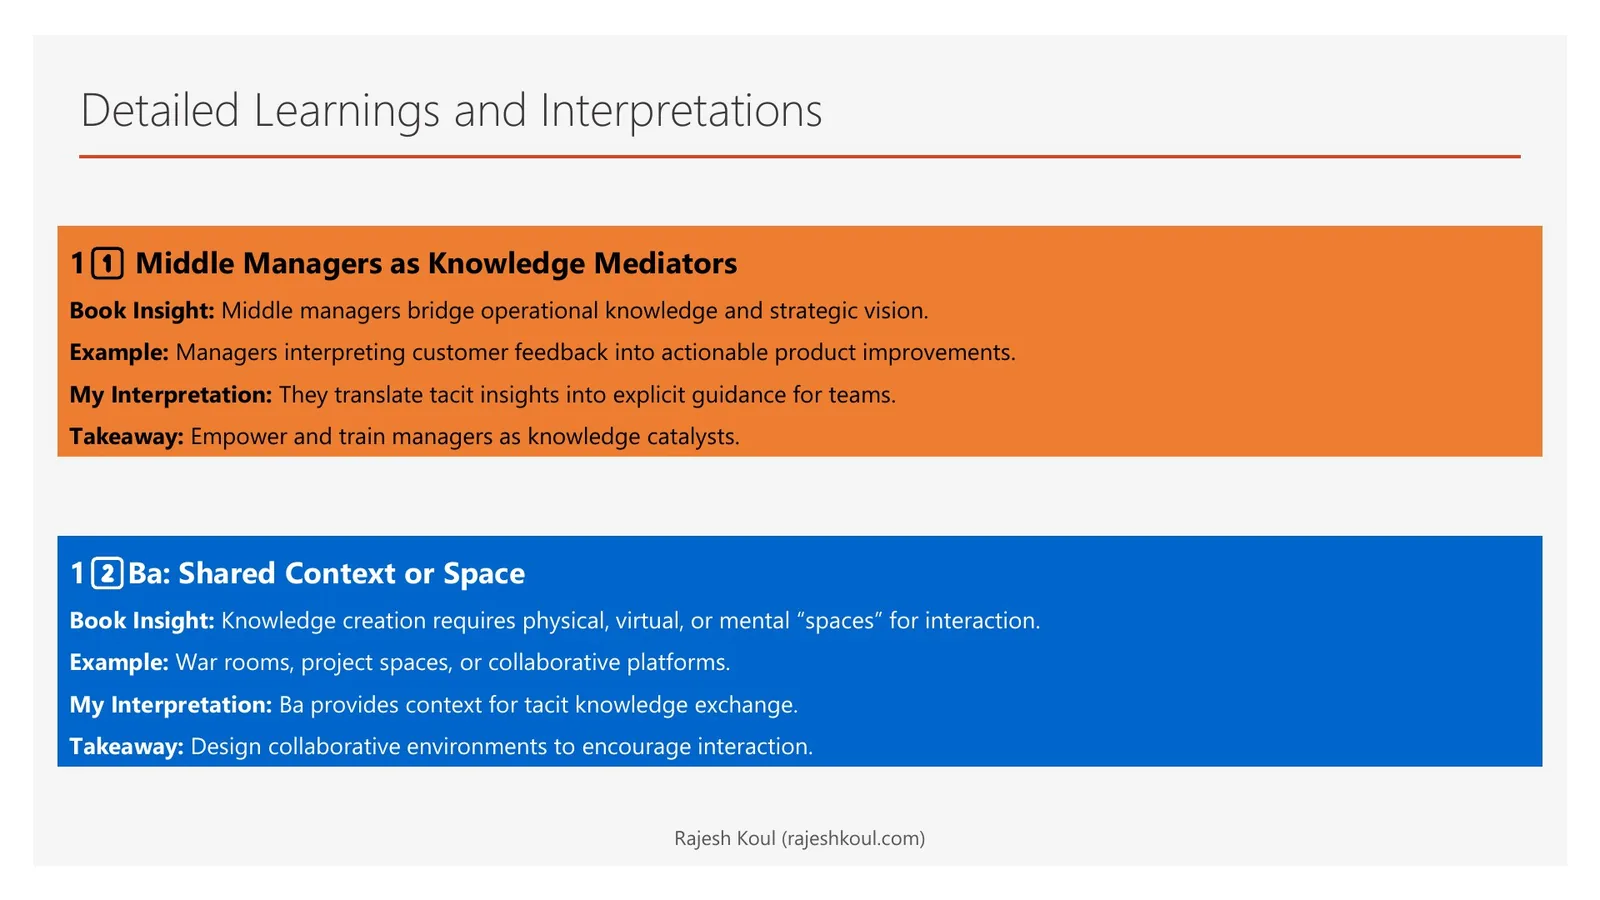 Detailed Learnings and Interpretations
11️⃣ Middle Managers as Knowledge Mediators
Book Insight: Middle managers bridge operational knowledge and strategic vision.
Example: Managers interpreting customer feedback into actionable product improvements.
My Interpretation: They translate tacit insights into explicit guidance for teams.
Takeaway: Empower and train managers as knowledge catalysts.
12️⃣Ba: Shared Context or Space
Book Insight: Knowledge creation requires physical, virtual, or mental “spaces” for interaction.
Example: War rooms, project spaces, or collaborative platforms.
My Interpretation: Ba provides context for tacit knowledge exchange.
Takeaway: Design collaborative environments to encourage interaction.
Rajesh Koul (rajeshkoul.com)